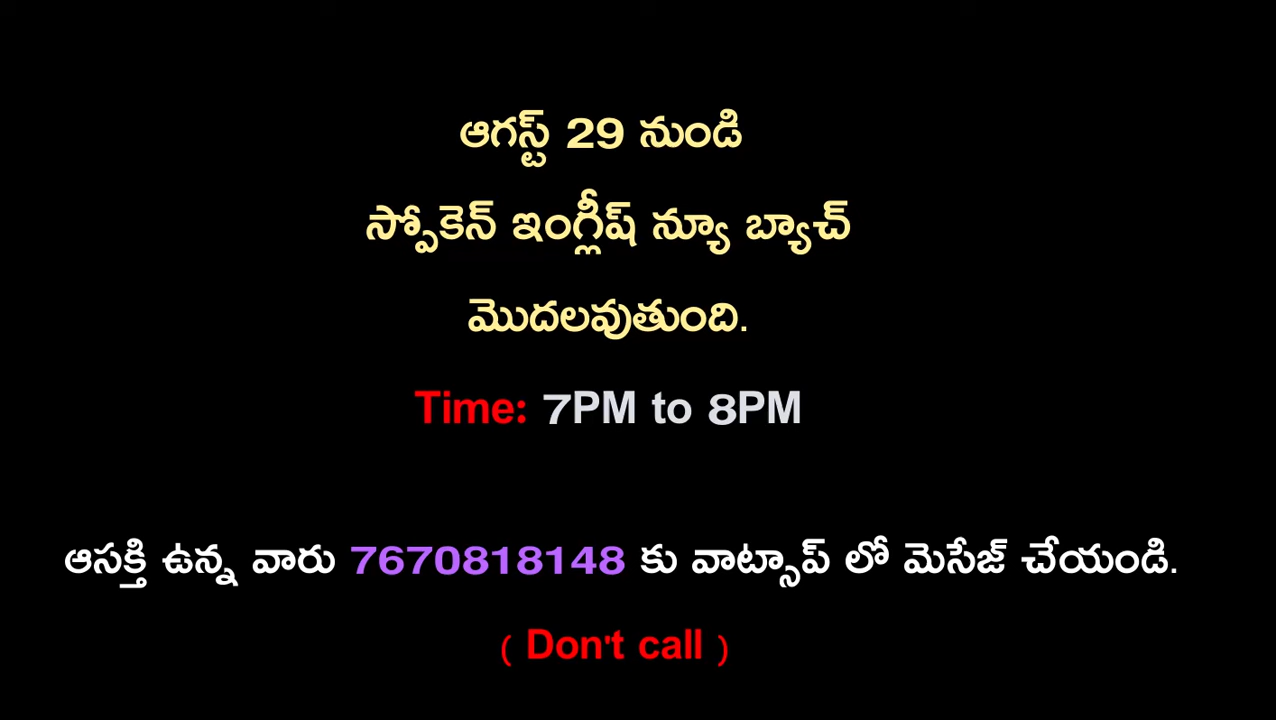 ఆగస్ట్ 29 నుండి
స్పోకెన్ ఇంగ్లీష్ న్యూ బ్యాచ్
మొదలవుతుంది.
Time: 7PM to 8PM
ఆసక్తి ఉన్న వారు 7670818148 కు వాట్సాప్ లో మెసేజ్ చేయండి.
( Don't call )